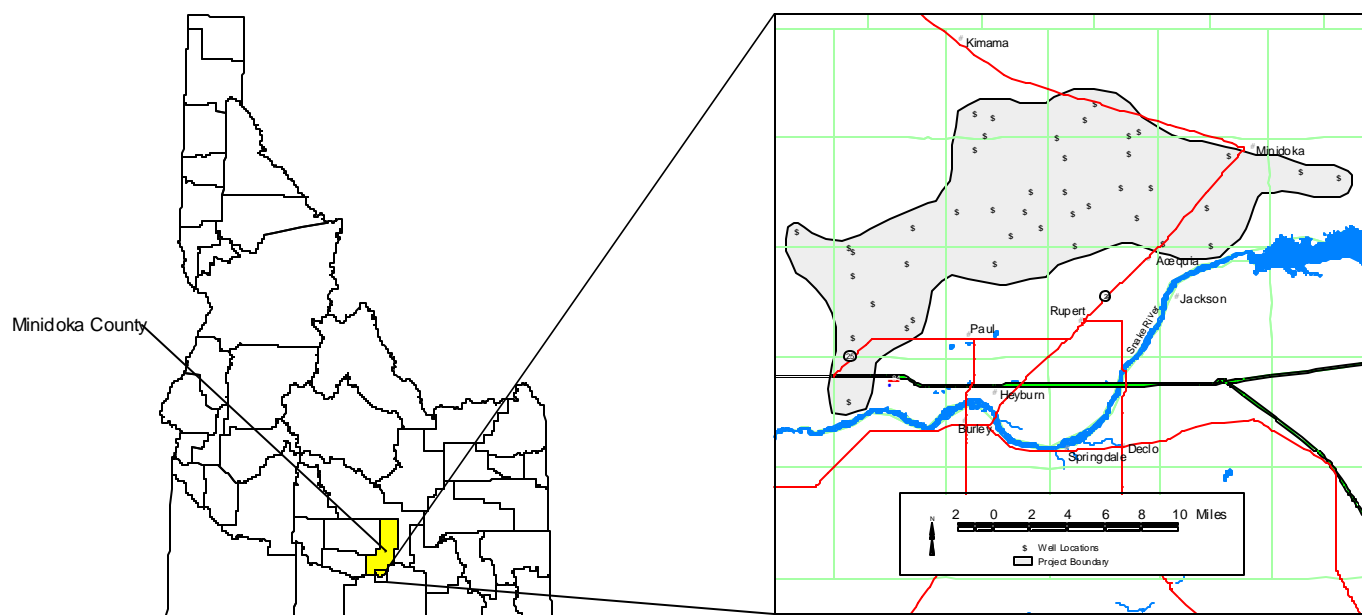 Kimama
Minidoka
Minidoka County
Acequia
Jackson
Rupert
Snake River
Paul
25
Heyburn
Burley
Declo
Springdale
N
2 0 2 4 6 8 10 Miles
$ Well Locations
Project Boundary